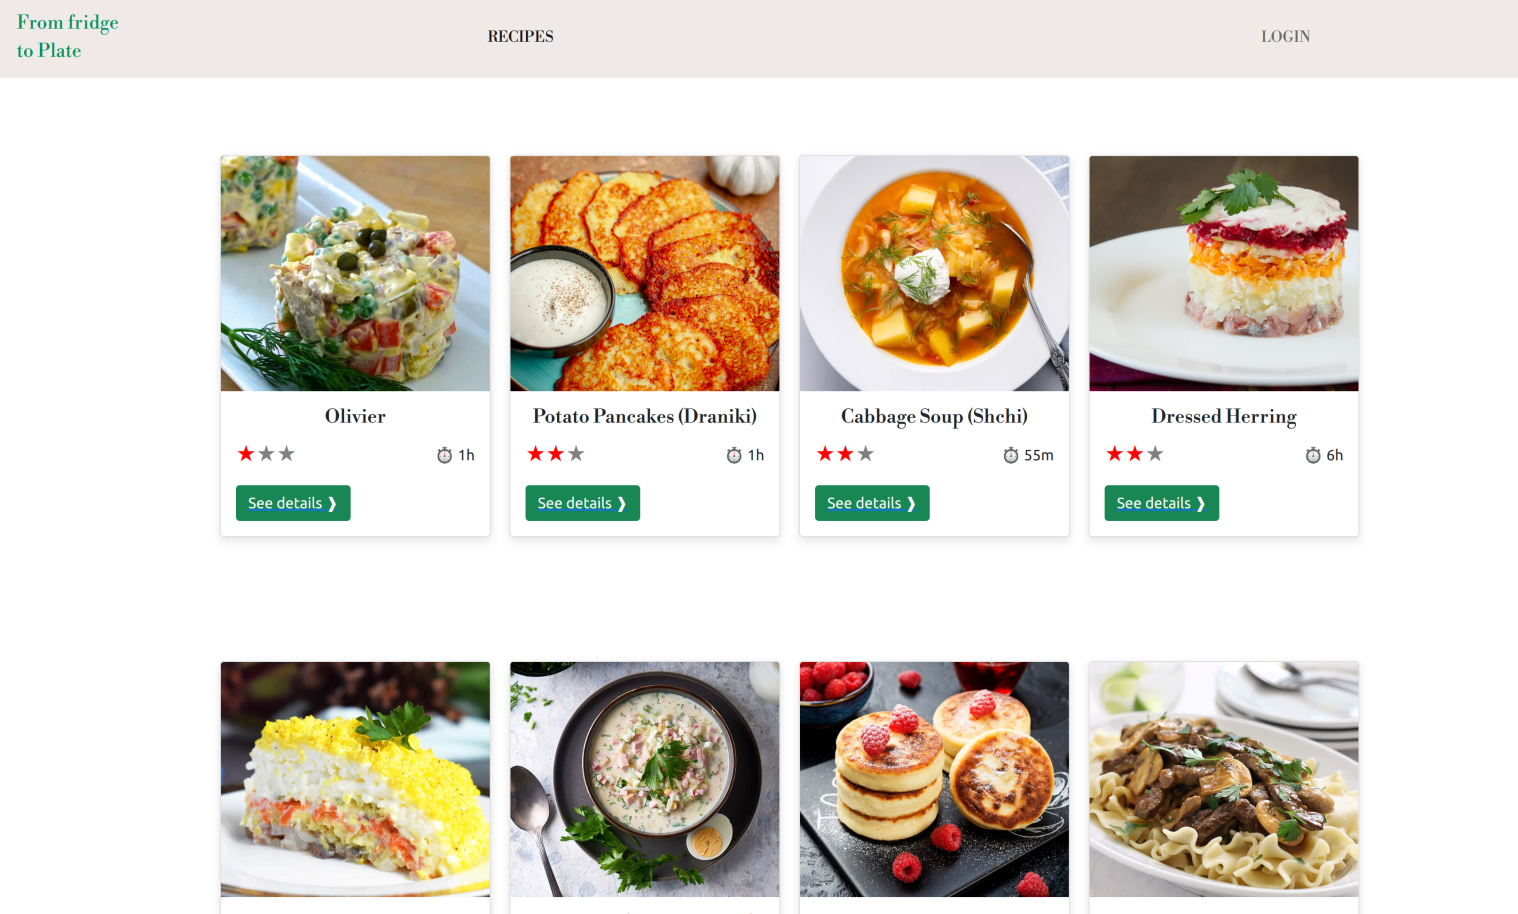 From fridge
to Plate
RECIPES
LOGIN
Olivier
★★★ ⏱ 1h
See details ❯
Potato Pancakes (Draniki)
★★★ ⏱ 1h
See details ❯
Cabbage Soup (Shchi)
★★★ ⏱ 55m
See details ❯
Dressed Herring
★★★ ⏱ 6h
See details ❯